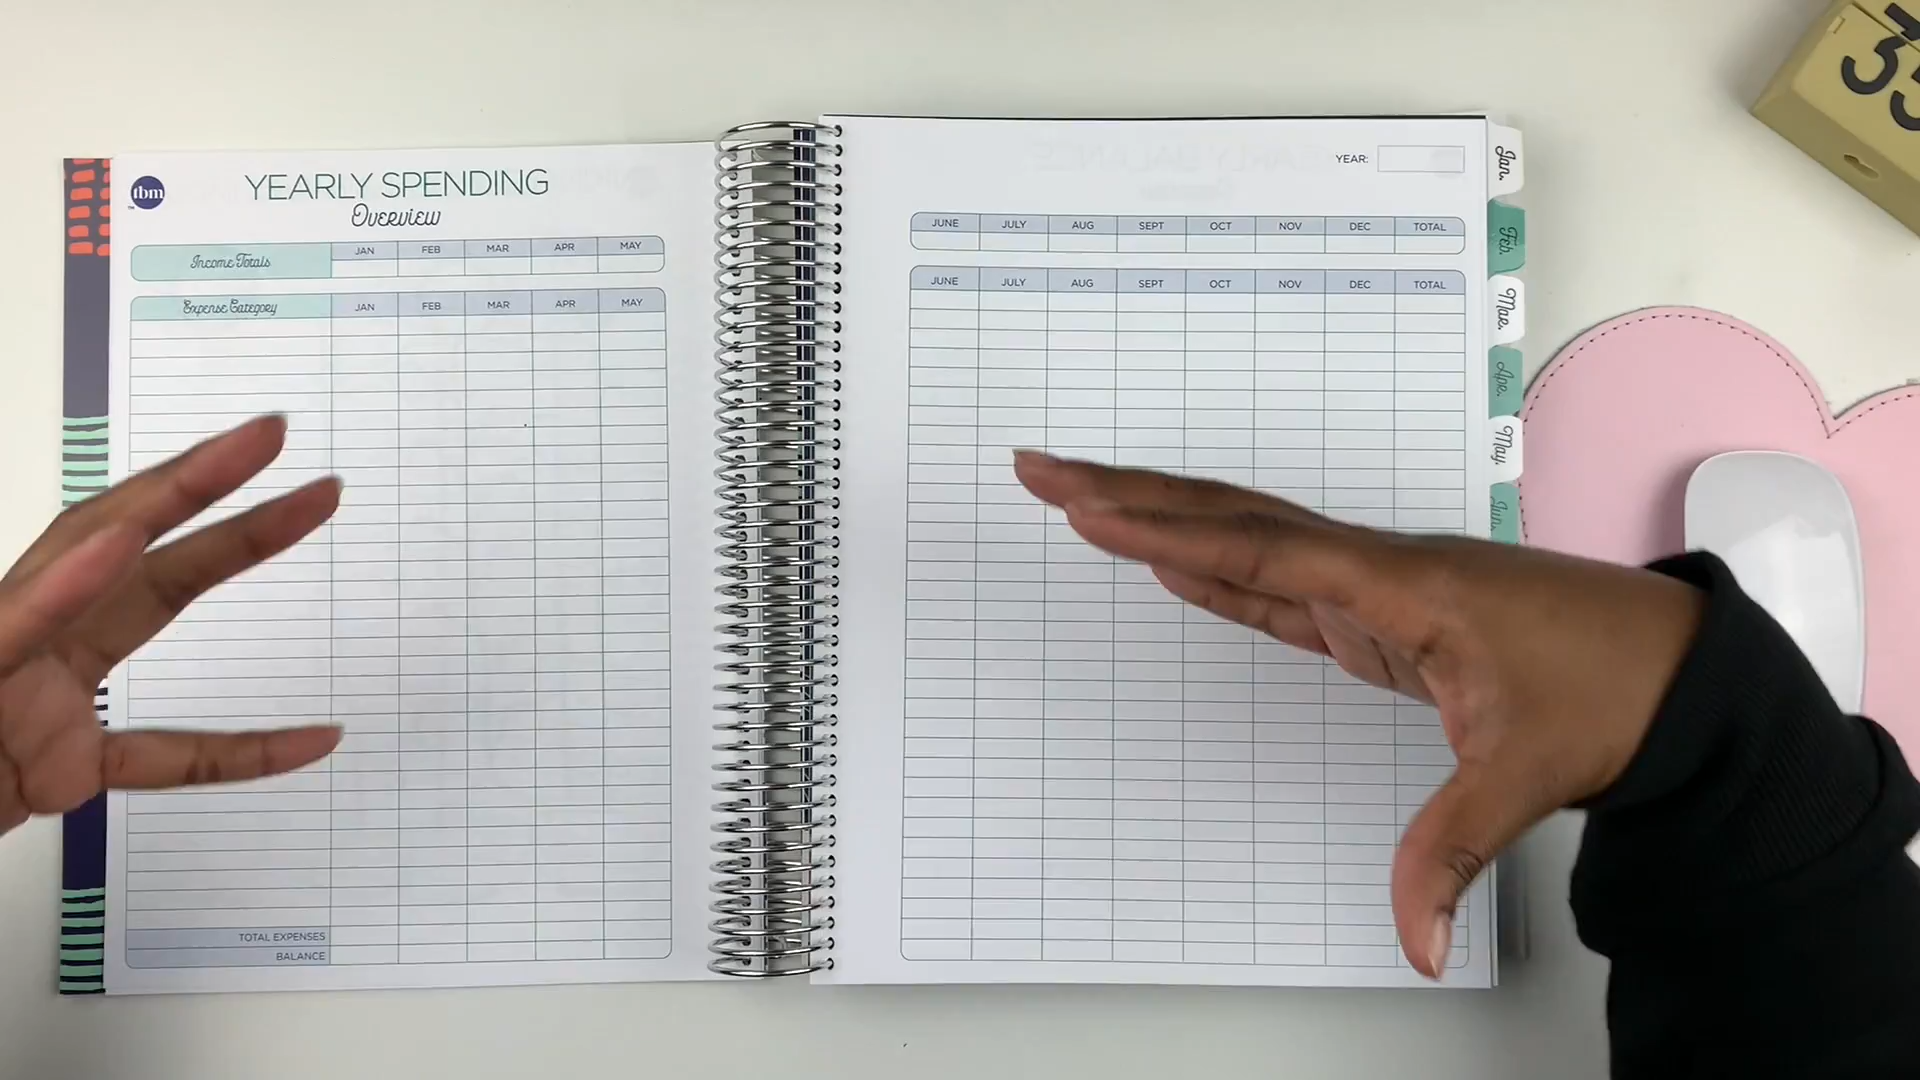 tbm
YEARLY SPENDING
Overview
Income Totals
JAN FEB MAR APR MAY
Expense Category
JAN FEB MAR APR MAY
TOTAL EXPENSES
BALANCE
YEAR:
JUNE JULY AUG SEPT OCT NOV DEC TOTAL
JUNE JULY AUG SEPT OCT NOV DEC TOTAL
Jan.
Feb.
Mar.
Apr.
May.
Jun.
35